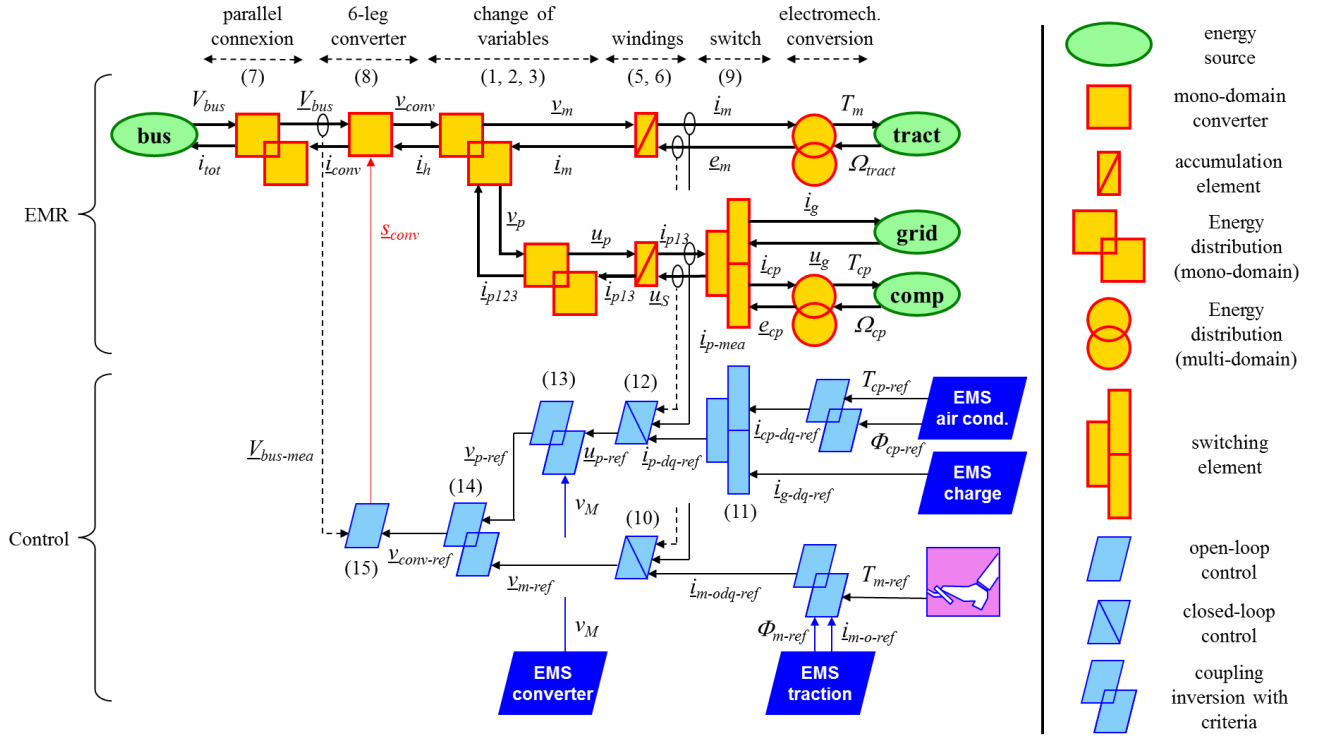 parallel
connexion
(7)
6-leg
converter
(8)
change of
variables
(1, 2, 3)
windings
(5, 6)
switch
(9)
electromech.
conversion
EMR
bus
V_bus
i_tot
V_bus
i_conv
v_conv
i_h
v_m
i_m
i_m
e_m
T_m
Ω_tract
tract
s_conv
v_p
i_p123
u_p
i_p13
i_p13
u_S
i_g
grid
i_cp
u_g
T_cp
e_cp
Ω_cp
comp
i_p-mea
Control
V_bus-mea
(15)
v_conv-ref
(14)
v_p-ref
(13)
u_p-ref
v_M
(12)
i_p-dq-ref
(11)
i_cp-dq-ref
T_cp-ref
Φ_cp-ref
EMS
air cond.
i_g-dq-ref
EMS
charge
(10)
v_m-ref
i_m-odq-ref
T_m-ref
Φ_m-ref
i_m-o-ref
v_M
EMS
converter
EMS
traction
energy
source
mono-domain
converter
accumulation
element
Energy
distribution
(mono-domain)
Energy
distribution
(multi-domain)
switching
element
open-loop
control
closed-loop
control
coupling
inversion with
criteria